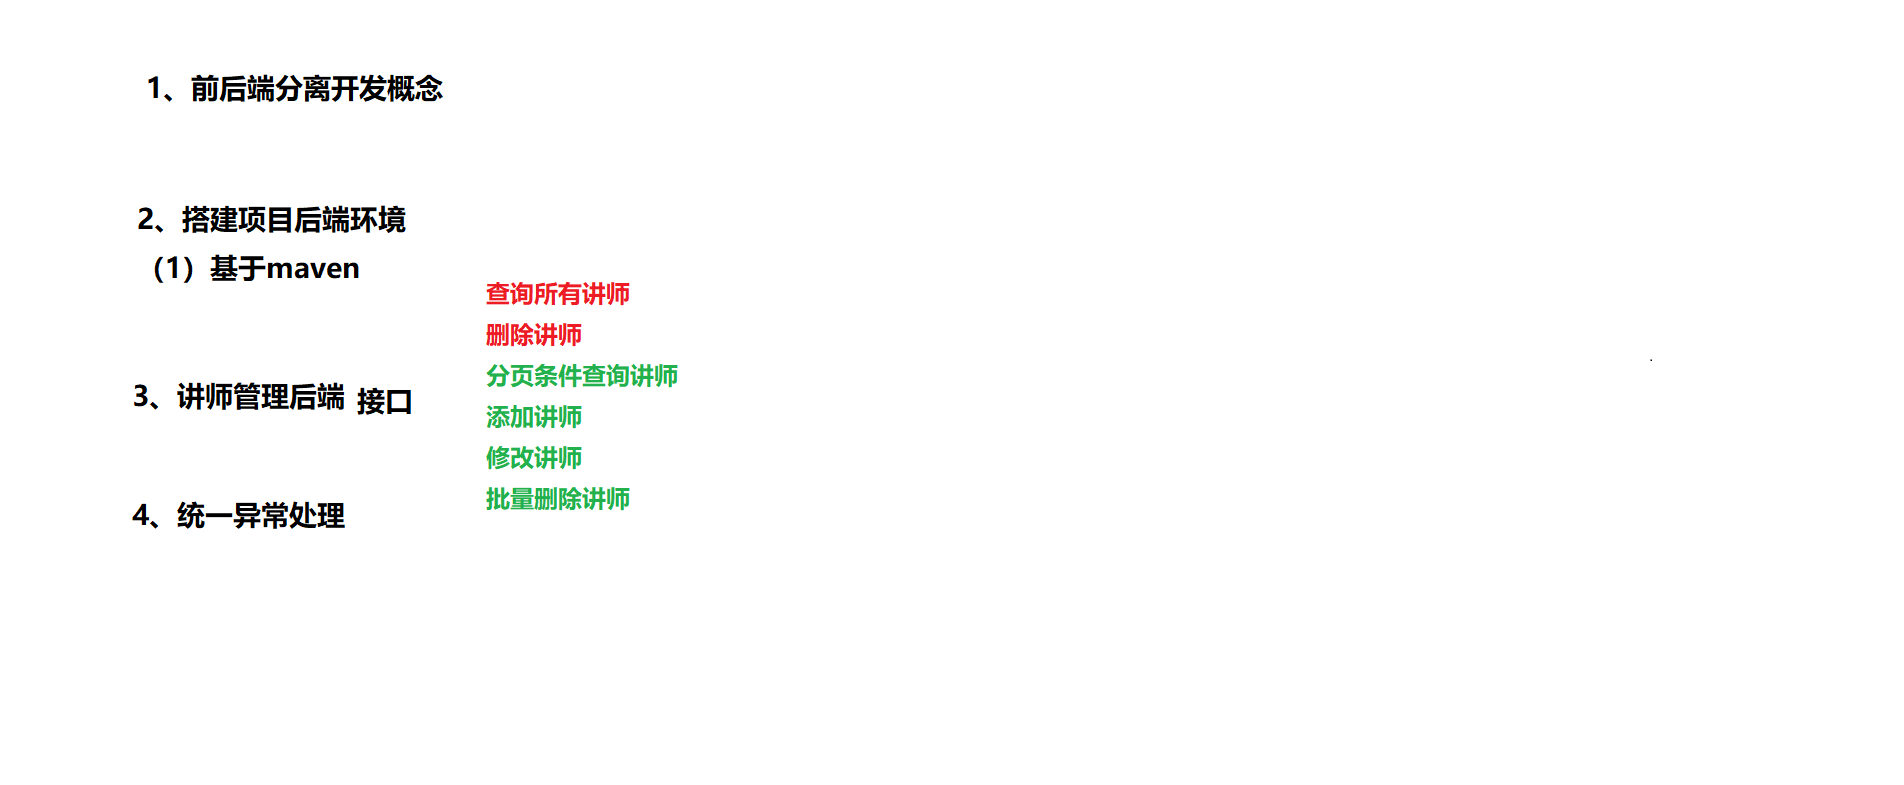 1、前后端分离开发概念
2、搭建项目后端环境
（1）基于maven
3、讲师管理后端 接口
查询所有讲师
删除讲师
分页条件查询讲师
添加讲师
修改讲师
批量删除讲师
4、统一异常处理